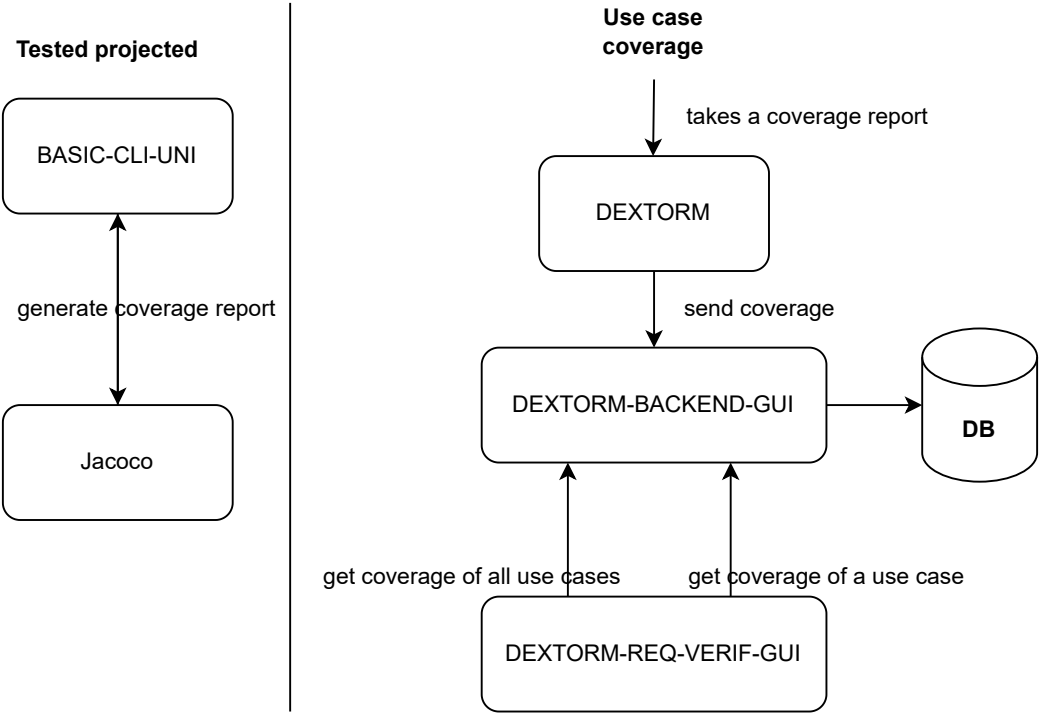 Tested projected
BASIC-CLI-UNI
generate coverage report
Jacoco
Use case
coverage
takes a coverage report
DEXTORM
send coverage
DEXTORM-BACKEND-GUI
DB
get coverage of all use cases
get coverage of a use case
DEXTORM-REQ-VERIF-GUI